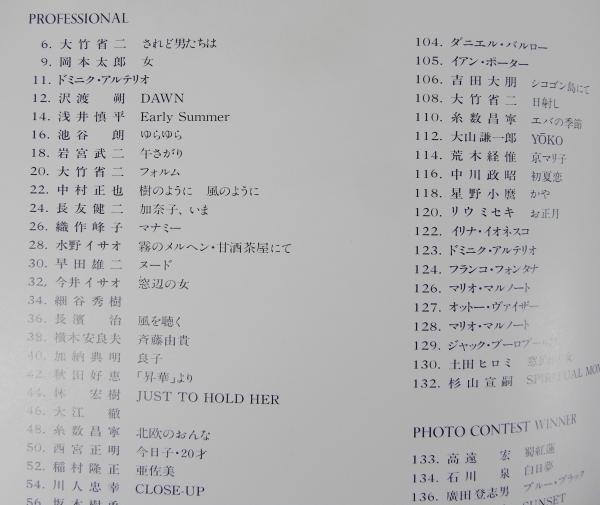 PROFESSIONAL
6. 大竹省二 されど男たちは
9. 岡本太郎 女
11. ドミニク・アルテリオ
12. 沢渡 朔 DAWN
14. 浅井慎平 Early Summer
16. 池谷 朗 ゆらゆら
18. 岩宮武二 午さがり
20. 大竹省二 フォルム
22. 中村正也 樹のように 風のように
24. 長友健二 加奈子、いま
26. 織作峰子 マナミー
28. 水野イサオ 霧のメルヘン・甘酒茶屋にて
30. 早田雄二 ヌード
32. 今井イサオ 窓辺の女
34. 細谷秀樹
36. 長濱 治 風を聴く
38. 横木安良夫 斉藤由貴
40. 加納典明 良子
42. 秋田好恵 「昇華」より
44. 林 宏樹 JUST TO HOLD HER
46. 大江 徹
48. 糸数昌寧 北欧のおんな
50. 西宮正明 今日子・20才
52. 稲村隆正 亜佐美
54. 川人忠幸 CLOSE-UP
56.
104. ダニエル・バルロー
105. イアン・ポーター
106. 吉田大朋 シコゴン島にて
108. 大竹省二 日射し
110. 糸数昌寧 エバの季節
112. 大山謙一郎 YŌKO
114. 荒木経惟 京マリ子
116. 中川政昭 初夏恋
118. 星野小麿 かや
120. リウミセキ お正月
122. イリナ・イオネスコ
123. ドミニク・アルテリオ
124. フランコ・フォンタナ
126. マリオ・マルノート
127. オットー・ヴァイザー
128. マリオ・マルノート
129. ジャック・ブーロブール
130. 土田ヒロミ
132. 杉山宣嗣 SPIRITUAL
PHOTO CONTEST WINNER
133. 高遠 宏 蜀紅蓮
134. 石川 泉 白日夢
136. 廣田登志男 ブルー・ブラック
SUNSET